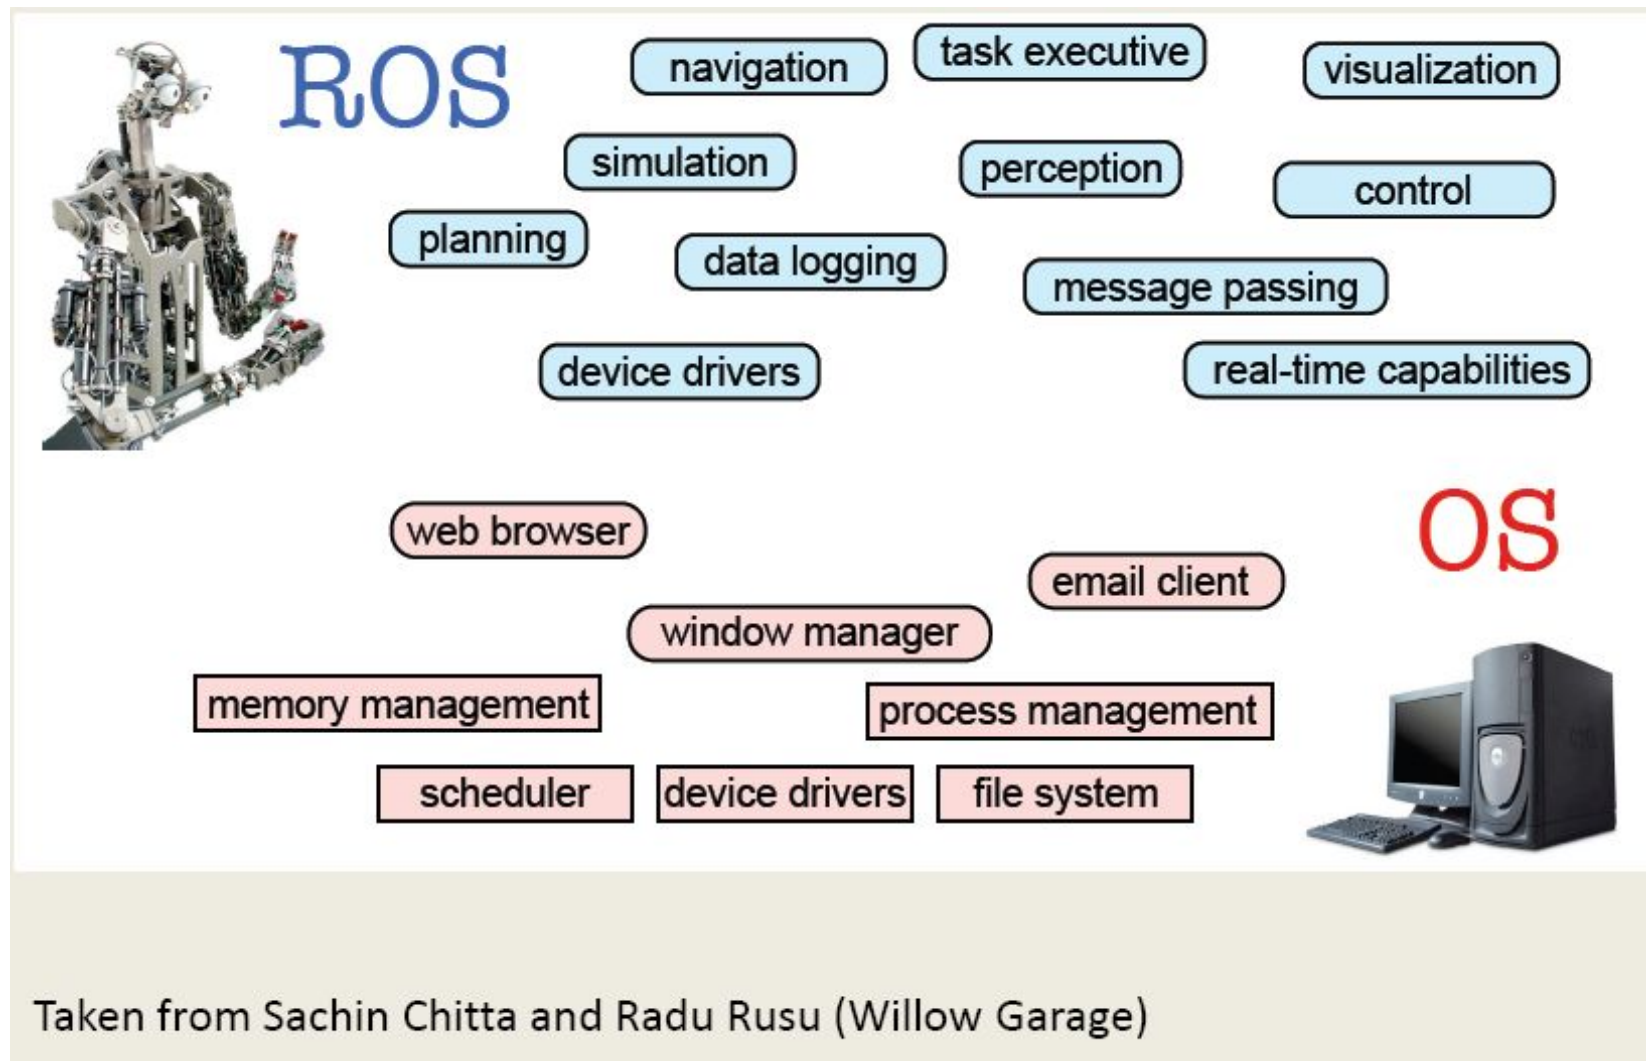 ROS
navigation
task executive
visualization
simulation
perception
control
planning
data logging
message passing
device drivers
real-time capabilities
OS
web browser
email client
window manager
memory management
process management
scheduler
device drivers
file system
Taken from Sachin Chitta and Radu Rusu (Willow Garage)